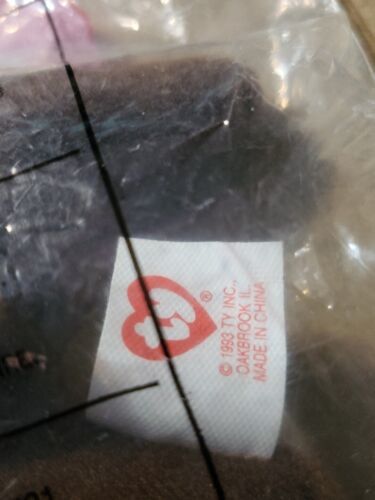 ty ®
© 1993 TY INC.,
OAKBROOK IL.
MADE IN CHINA